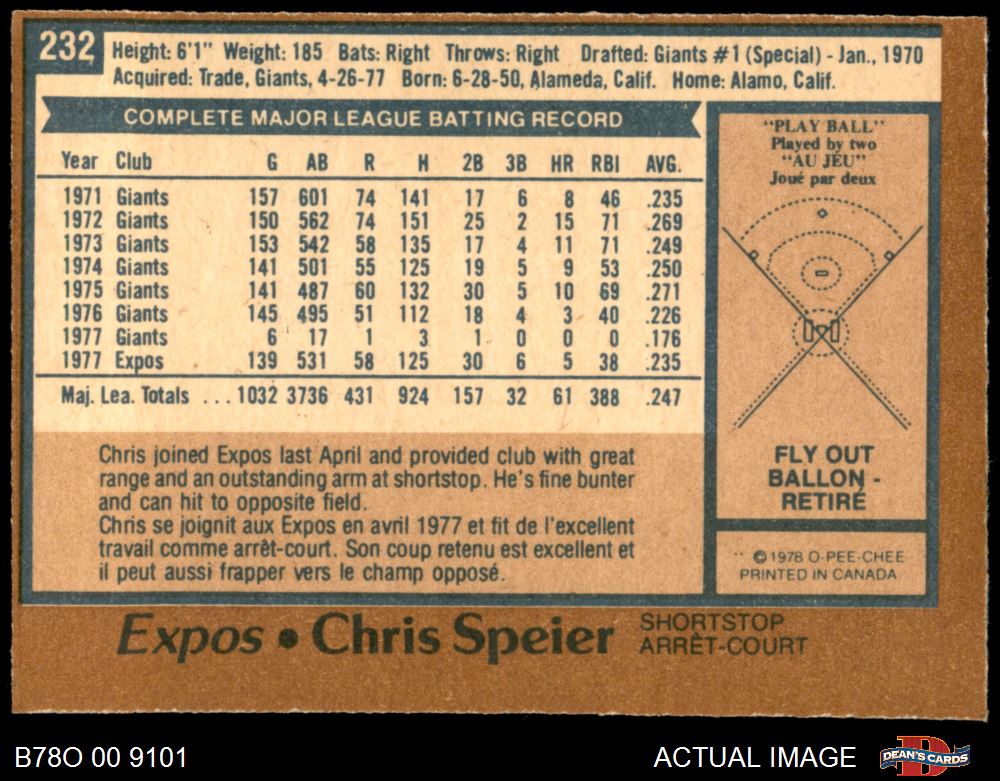 232
Height: 6'1" Weight: 185 Bats: Right Throws: Right Drafted: Giants #1 (Special) - Jan., 1970
Acquired: Trade, Giants, 4-26-77 Born: 6-28-50, Alameda, Calif. Home: Alamo, Calif.
COMPLETE MAJOR LEAGUE BATTING RECORD
Year Club G AB R H 2B 3B HR RBI AVG.
1971 Giants 157 601 74 141 17 6 8 46 .235
1972 Giants 150 562 74 151 25 2 15 71 .269
1973 Giants 153 542 58 135 17 4 11 71 .249
1974 Giants 141 501 55 125 19 5 9 53 .250
1975 Giants 141 487 60 132 30 5 10 69 .271
1976 Giants 145 495 51 112 18 4 3 40 .226
1977 Giants 6 17 1 3 1 0 0 0 .176
1977 Expos 139 531 58 125 30 6 5 38 .235
Maj. Lea. Totals ... 1032 3736 431 924 157 32 61 388 .247
Chris joined Expos last April and provided club with great
range and an outstanding arm at shortstop. He's fine bunter
and can hit to opposite field.
Chris se joignit aux Expos en avril 1977 et fit de l'excellent
travail comme arrêt-court. Son coup retenu est excellent et
il peut aussi frapper vers le champ opposé.
"PLAY BALL"
Played by two
"AU JEU"
Joué par deux
FLY OUT
BALLON -
RETIRÉ
© 1978 O-PEE-CHEE
PRINTED IN CANADA
Expos • Chris Speier
SHORTSTOP
ARRÊT-COURT
B78O 00 9101
ACTUAL IMAGE
DEAN'S CARDS